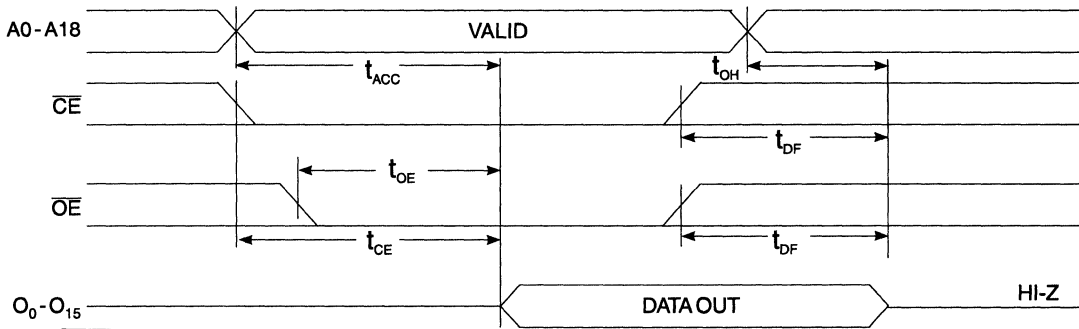 A0-A18 VALID
tACC tOH
CE
tDF
tOE
OE
tCE tDF
O0-O15 DATA OUT HI-Z